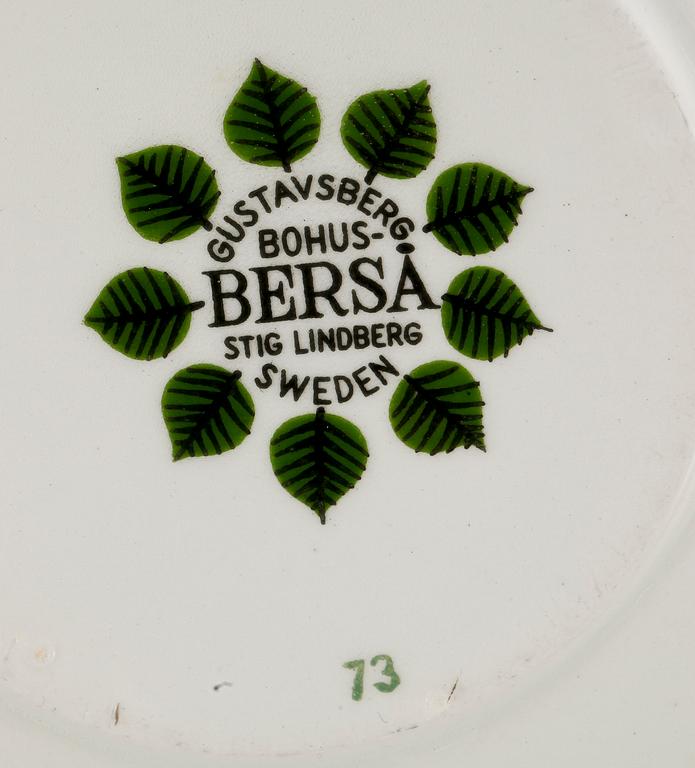 GUSTAVSBERG
BOHUS-
BERSÅ
STIG LINDBERG
SWEDEN
73